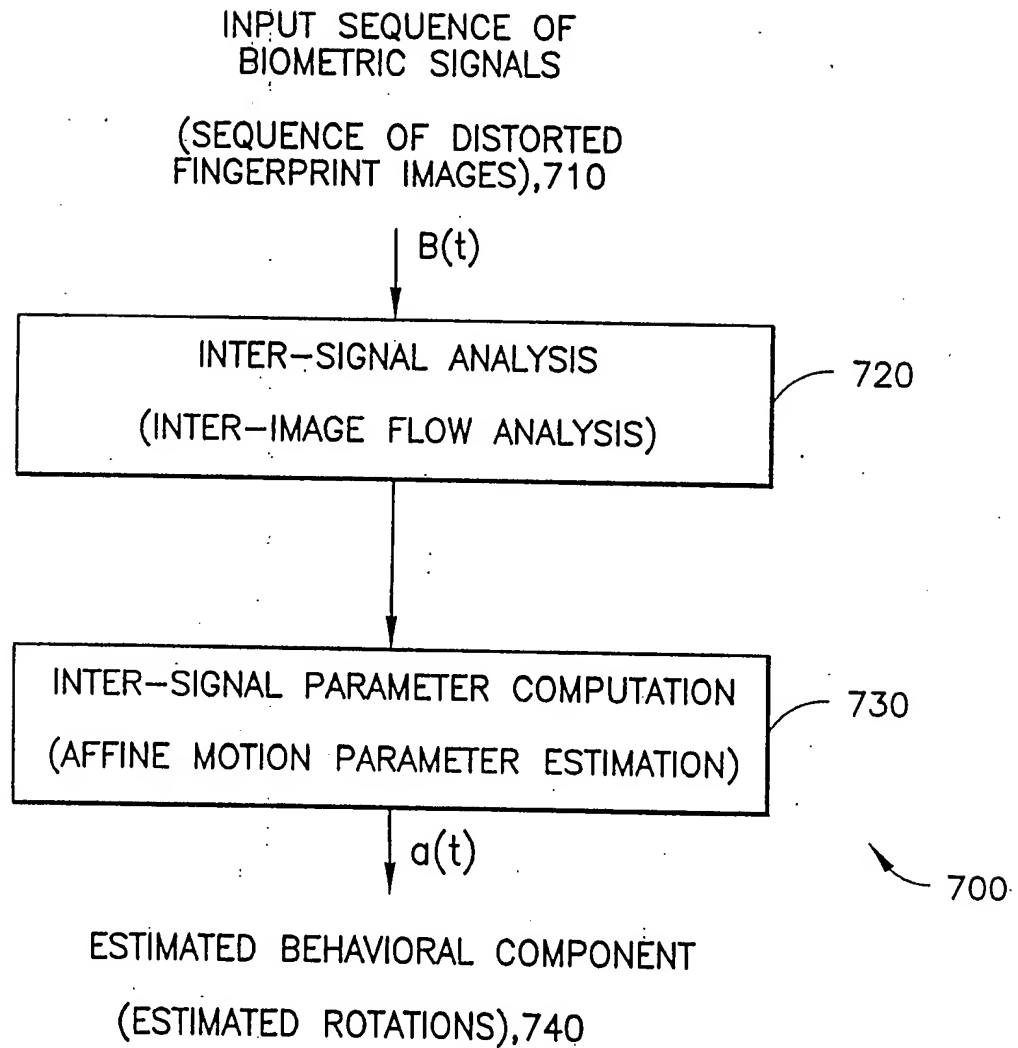 INPUT SEQUENCE OF
BIOMETRIC SIGNALS
(SEQUENCE OF DISTORTED
FINGERPRINT IMAGES),710
B(t)
INTER-SIGNAL ANALYSIS
(INTER-IMAGE FLOW ANALYSIS)
720
INTER-SIGNAL PARAMETER COMPUTATION
(AFFINE MOTION PARAMETER ESTIMATION)
730
a(t)
700
ESTIMATED BEHAVIORAL COMPONENT
(ESTIMATED ROTATIONS),740